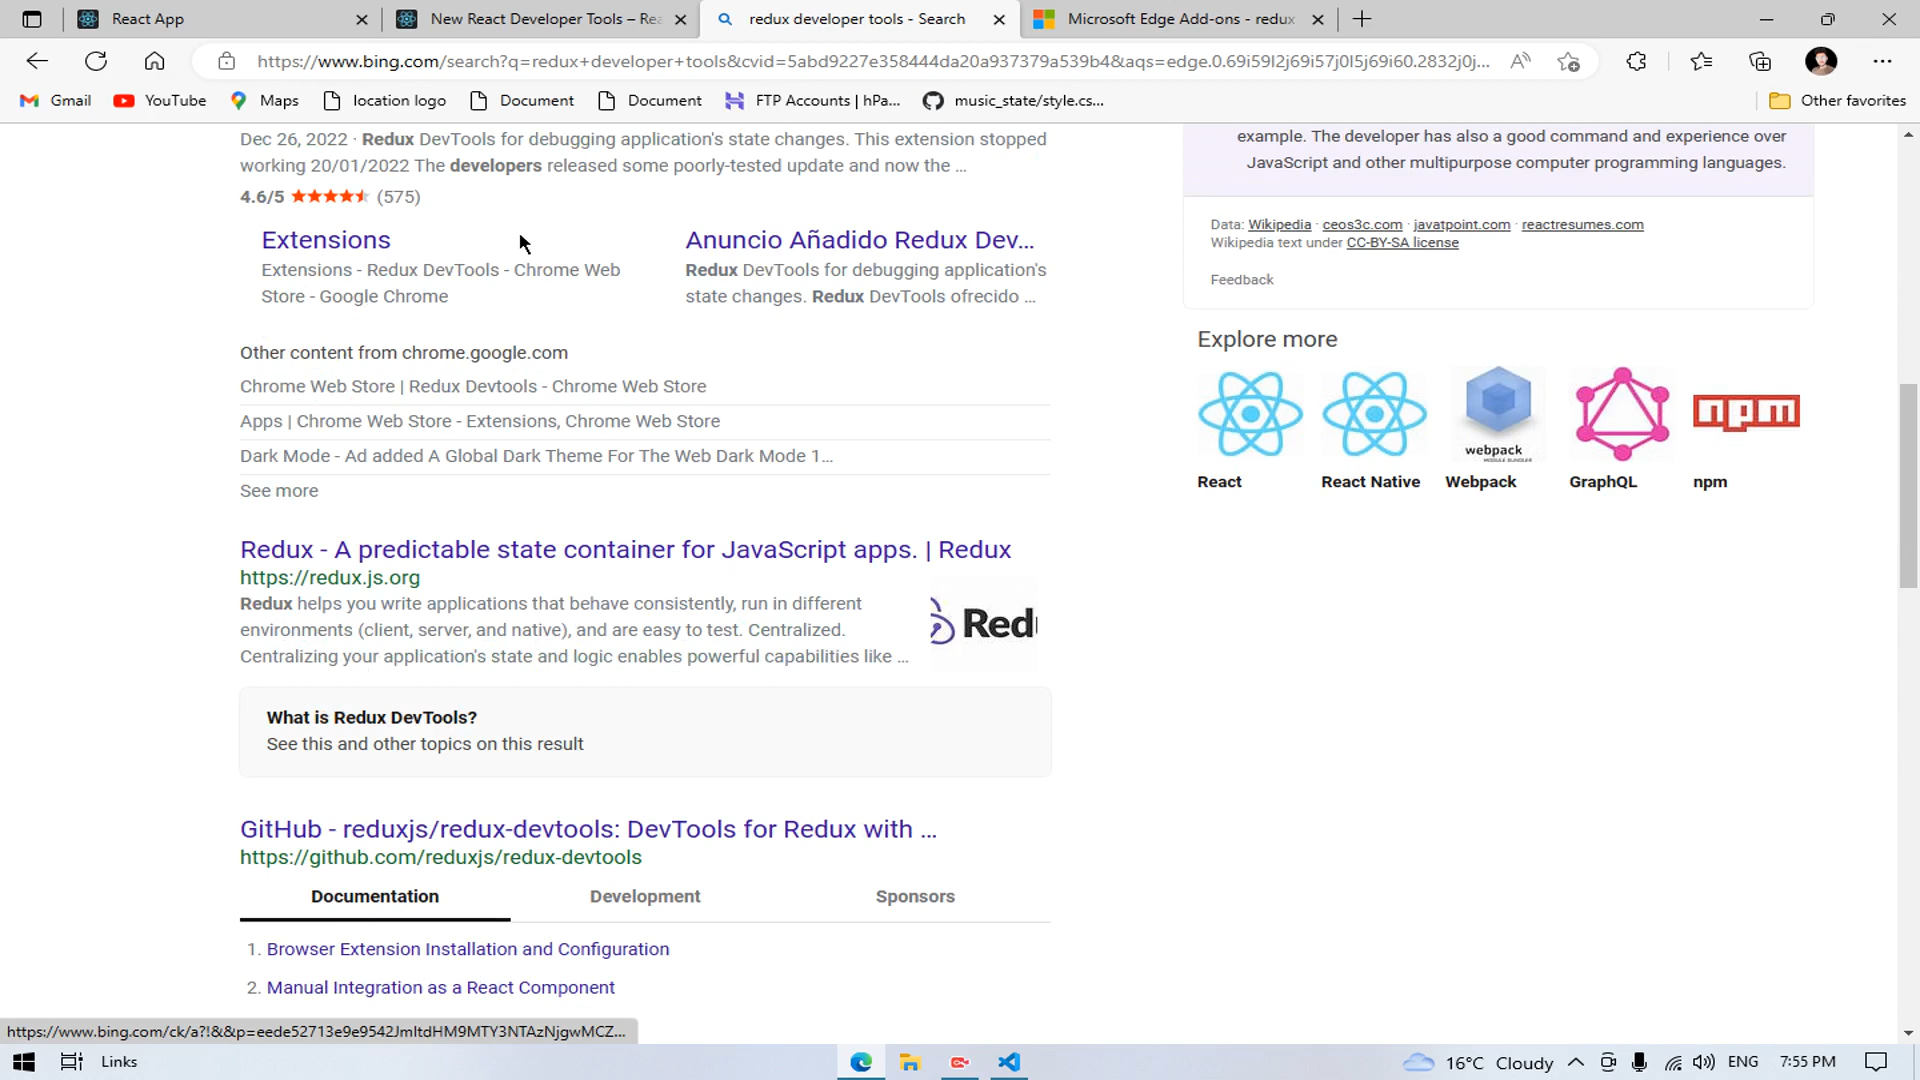 React App
New React Developer Tools – Rea
redux developer tools - Search
Microsoft Edge Add-ons - redux
https://www.bing.com/search?q=redux+developer+tools&cvid=5abd9227e358444da20a937379a539b4&aqs=edge.0.69i59l2j69i57j0l5j69i60.2832j0j...
Gmail
YouTube
Maps
location logo
Document
Document
FTP Accounts | hPa...
music_state/style.cs...
Other favorites
Dec 26, 2022 · Redux DevTools for debugging application's state changes. This extension stopped
working 20/01/2022 The developers released some poorly-tested update and now the ...
4.6/5 (575)
Extensions
Extensions - Redux DevTools - Chrome Web
Store - Google Chrome
Anuncio Añadido Redux Dev...
Redux DevTools for debugging application's
state changes. Redux DevTools ofrecido ...
Other content from chrome.google.com
Chrome Web Store | Redux Devtools - Chrome Web Store
Apps | Chrome Web Store - Extensions, Chrome Web Store
Dark Mode - Ad added A Global Dark Theme For The Web Dark Mode 1...
See more
Redux - A predictable state container for JavaScript apps. | Redux
https://redux.js.org
Redux helps you write applications that behave consistently, run in different
environments (client, server, and native), and are easy to test. Centralized.
Centralizing your application's state and logic enables powerful capabilities like ...
Redu
What is Redux DevTools?
See this and other topics on this result
GitHub - reduxjs/redux-devtools: DevTools for Redux with ...
https://github.com/reduxjs/redux-devtools
Documentation
Development
Sponsors
1. Browser Extension Installation and Configuration
2. Manual Integration as a React Component
example. The developer has also a good command and experience over
JavaScript and other multipurpose computer programming languages.
Data: Wikipedia · ceos3c.com · javatpoint.com · reactresumes.com
Wikipedia text under CC-BY-SA license
Feedback
Explore more
webpack
MODULE BUNDLER
npm
React
React Native
Webpack
GraphQL
npm
https://www.bing.com/ck/a?!&&p=eede52713e9e9542JmltdHM9MTY3NTAzNjgwMCZ...
Links
16°C Cloudy
ENG
7:55 PM